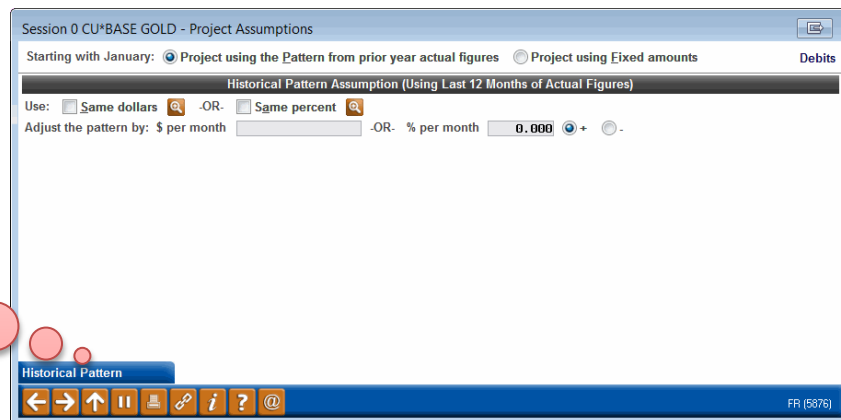 Session 0 CU*BASE GOLD - Project Assumptions
Starting with January: Project using the Pattern from prior year actual figures Project using Fixed amounts Debits
Historical Pattern Assumption (Using Last 12 Months of Actual Figures)
Use: Same dollars -OR- Same percent
Adjust the pattern by: $ per month -OR- % per month 0.000 + -
Historical Pattern
i ? @ FR (5876)